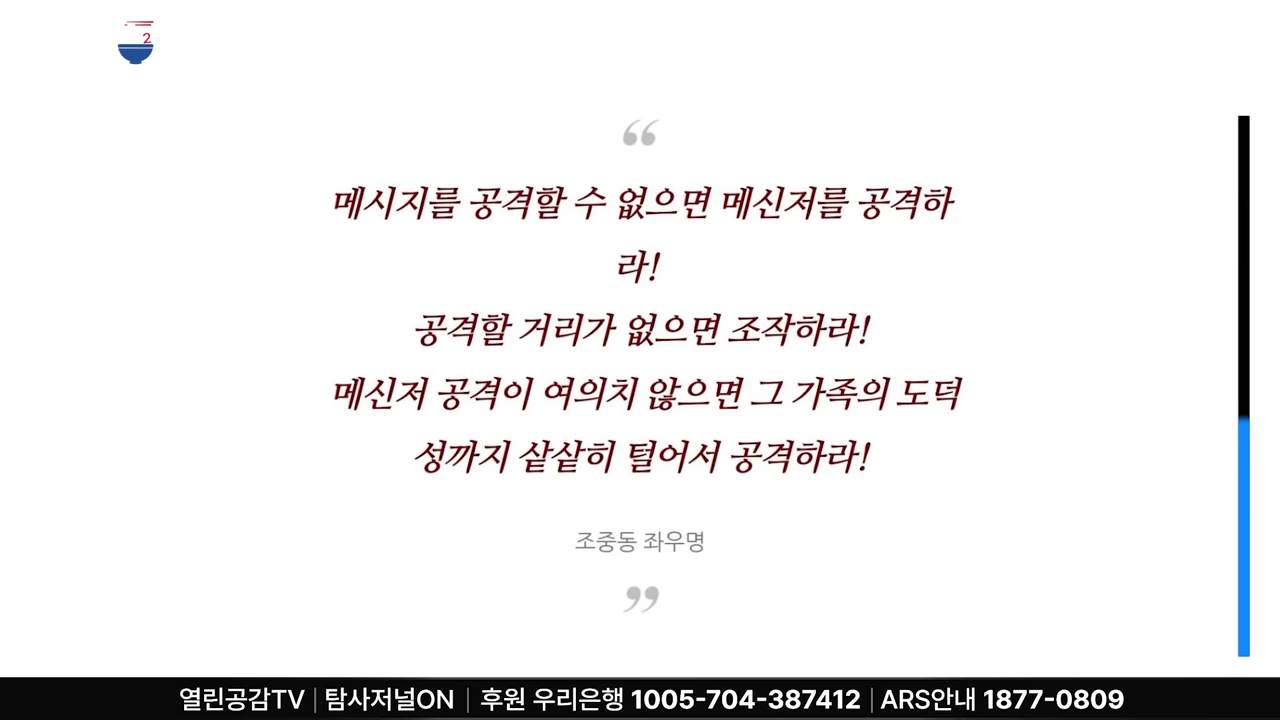 2
“
메시지를 공격할 수 없으면 메신저를 공격하
라!
공격할 거리가 없으면 조작하라!
메신저 공격이 여의치 않으면 그 가족의 도덕
성까지 샅샅히 털어서 공격하라!
조중동 좌우명
”
열린공감TV | 탐사저널ON | 후원 우리은행 1005-704-387412 | ARS안내 1877-0809